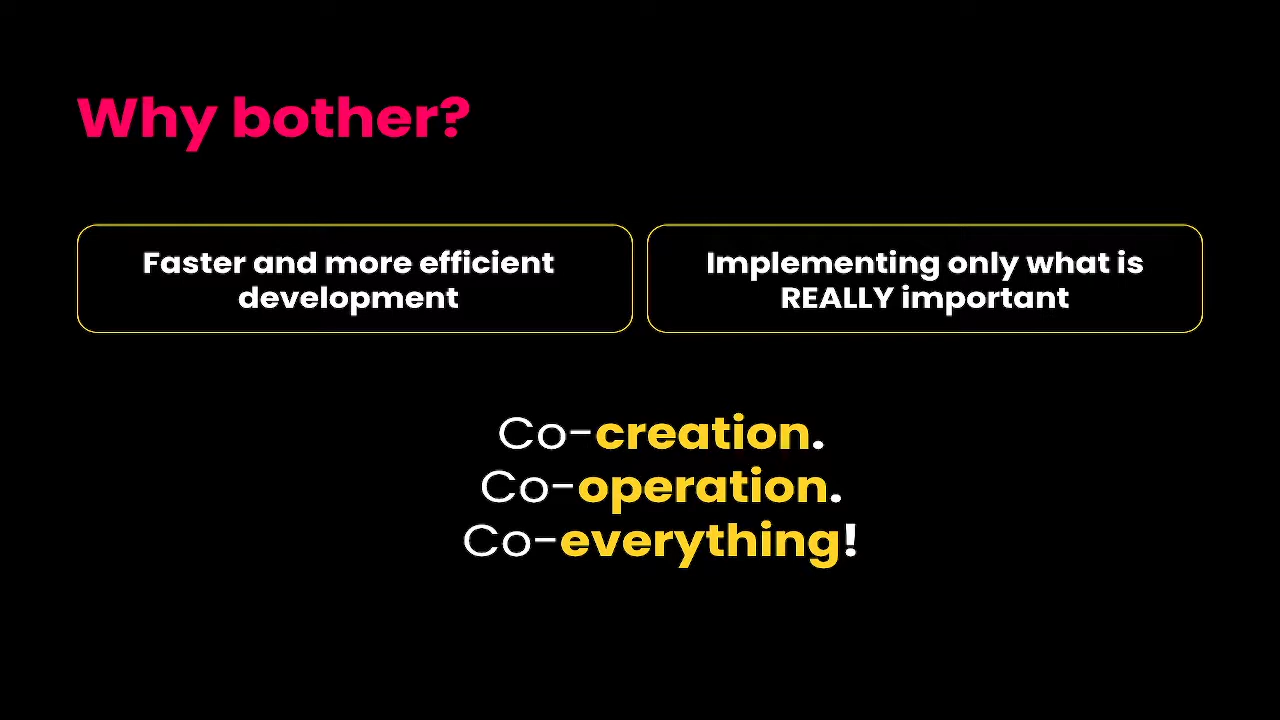 Why bother?
Faster and more efficient
development
Implementing only what is
REALLY important
Co-creation.
Co-operation.
Co-everything!